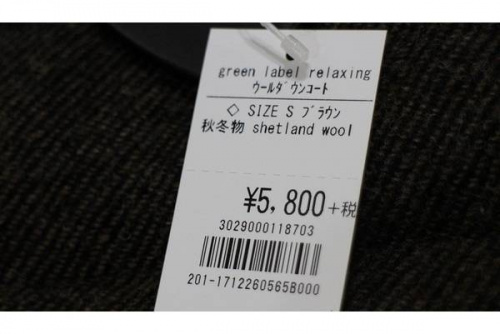 green label relaxing
ウールダウンコート
◇ SIZE S ブラウン
秋冬物 shetland wool
¥5,800+税
3029000118703
201-1712260565B000